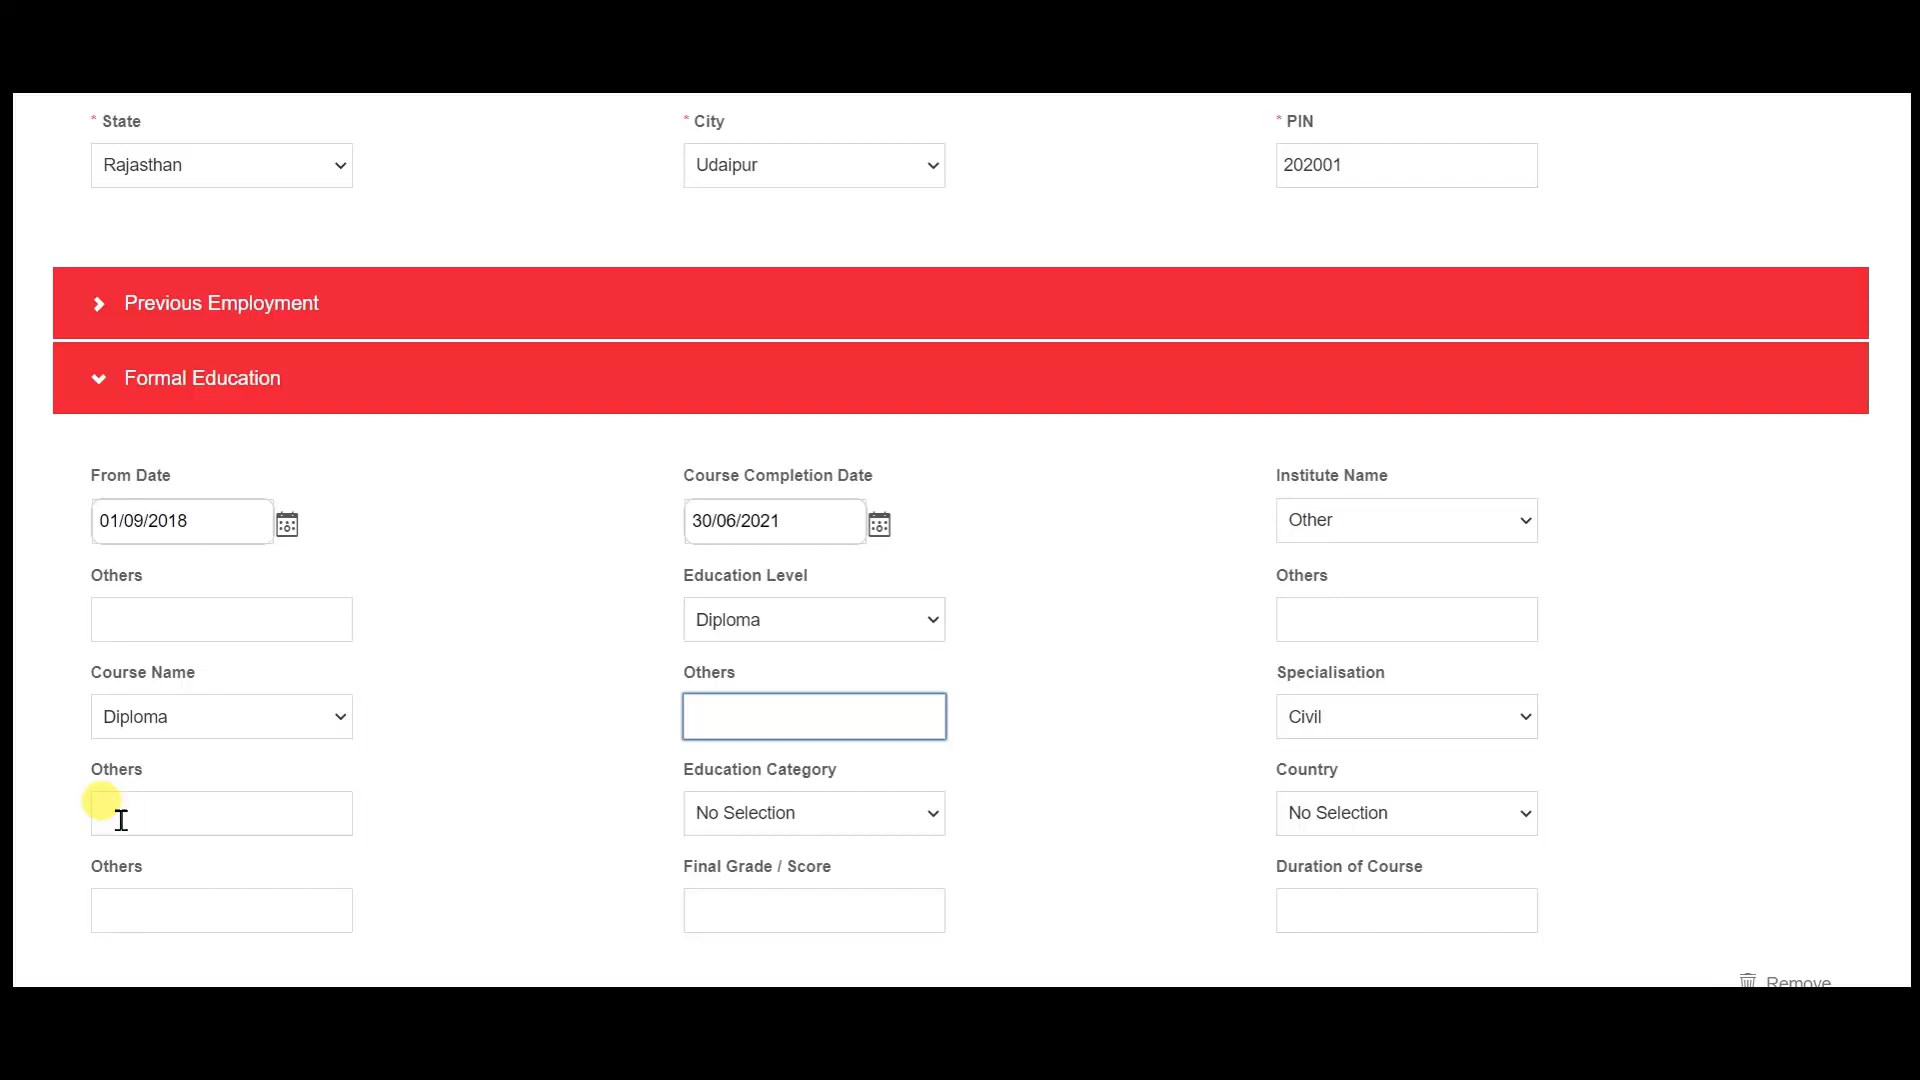 * State * City * PIN
Rajasthan Udaipur 202001
Previous Employment
Formal Education
From Date Course Completion Date Institute Name
01/09/2018 30/06/2021 Other
Others Education Level Others
Diploma
Course Name Others Specialisation
Diploma Civil
Others Education Category Country
No Selection No Selection
Others Final Grade / Score Duration of Course
Remove